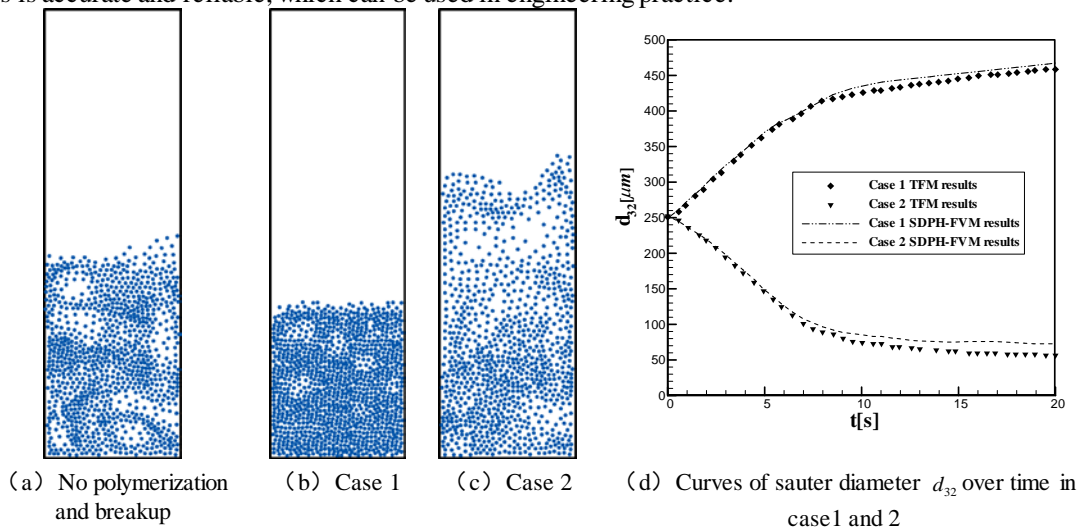 s is accurate and reliable, which can be used in engineering practice.
500
450
400
350
300
250
200
150
100
50
0
d32[μm]
Case 1 TFM results
Case 2 TFM results
Case 1 SDPH-FVM results
Case 2 SDPH-FVM results
0 5 10 15 20
t[s]
（a） No polymerization
and breakup
（b） Case 1
（c） Case 2
（d） Curves of sauter diameter d32 over time in
case1 and 2